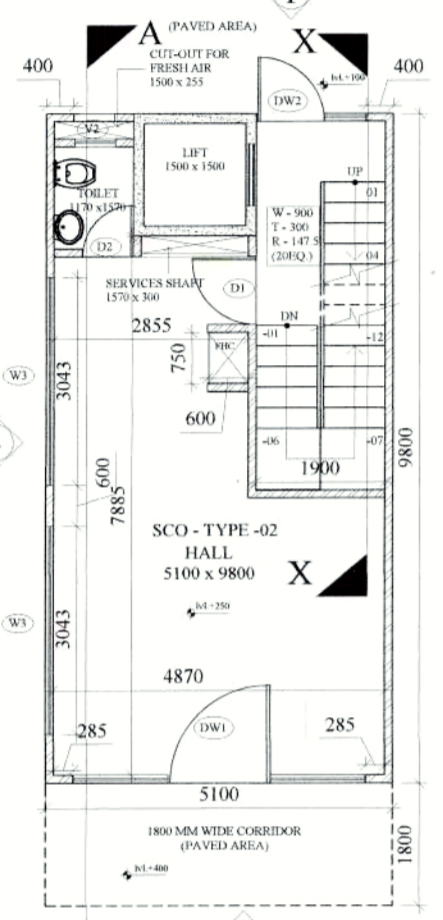 A
(PAVED AREA)
X
CUT-OUT FOR
FRESH AIR
1500 x 255
400
400
lvl.+100
DW2
V2
LIFT
1500 x 1500
UP
01
TOILET
1170 x1570
W - 900
T - 300
R - 147.5
(20EQ.)
D2
04
SERVICES SHAFT
1570 x 300
D1
DN
2855
-01
-12
FHC
750
W3
3043
600
-06
-07
1900
9800
600
7885
SCO - TYPE -02
HALL
5100 x 9800
X
lvl.+250
W3
3043
4870
285
DW1
285
5100
1800 MM WIDE CORRIDOR
(PAVED AREA)
1800
lvl.+400